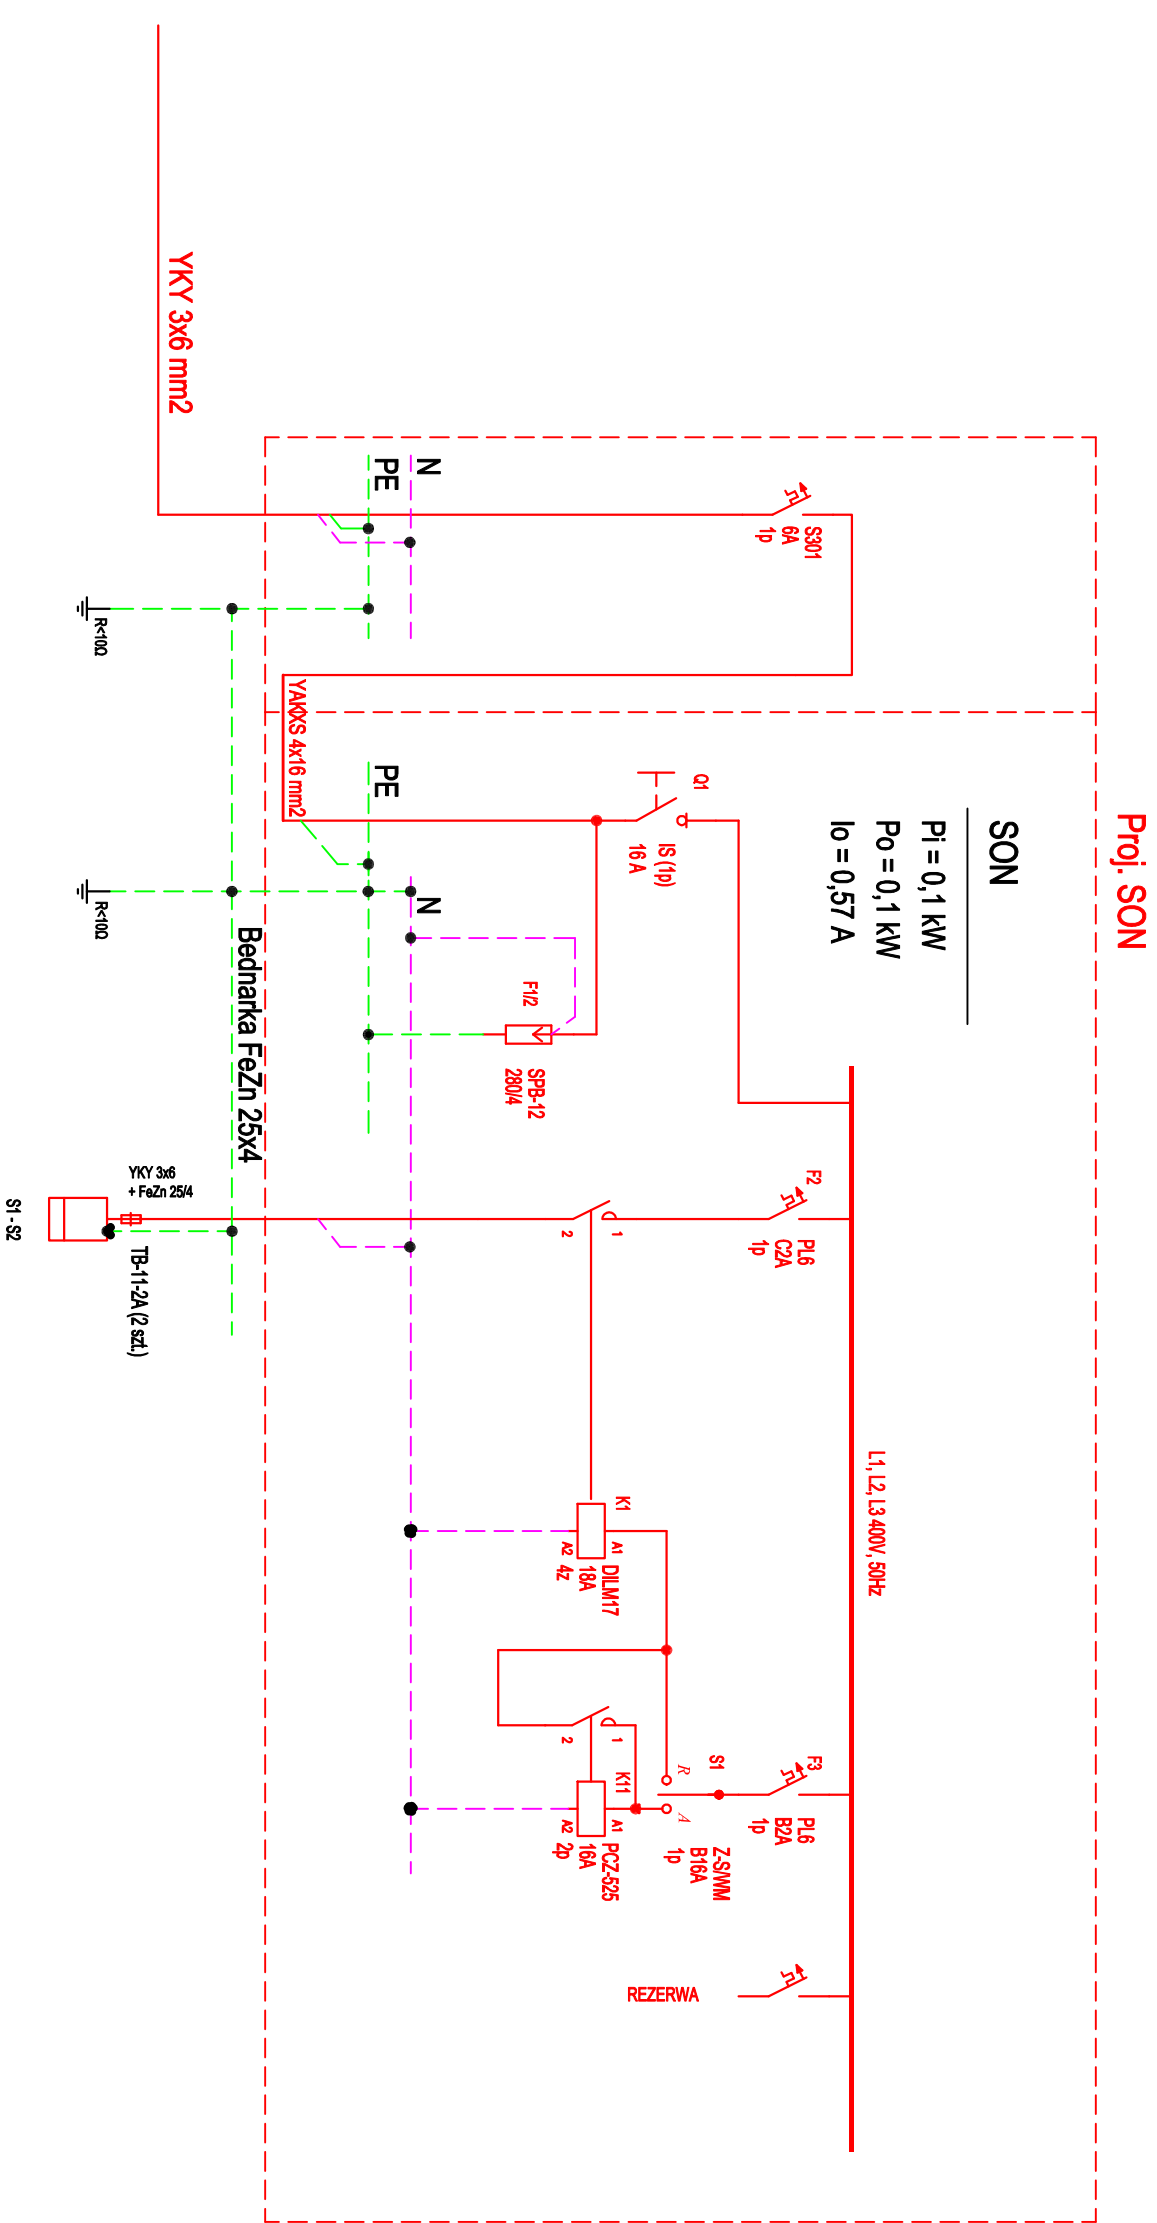 Proj. SON
SON
Pi = 0,1 kW
Po = 0,1 kW
Io = 0,57 A
L1, L2, L3 400V, 50Hz
S301
6A
1p
F2
PL6
C2A
1p
F3
PL6
B2A
1p
REZERWA
Q1
IS (1p)
16 A
S1
R
A
Z-S/WM
B16A
1p
F1/2
SPB-12
280/4
1
2
K1
A1
A2
DILM17
18A
4z
1
2
K11
A1
A2
PCZ-525
16A
2p
N
PE
N
PE
YAKXS 4x16 mm2
YKY 3x6 mm2
Bednarka FeZn 25x4
R<10Ω
R<10Ω
YKY 3x6
+ FeZn 25/4
TB-11-2A (2 szt.)
S1 - S2